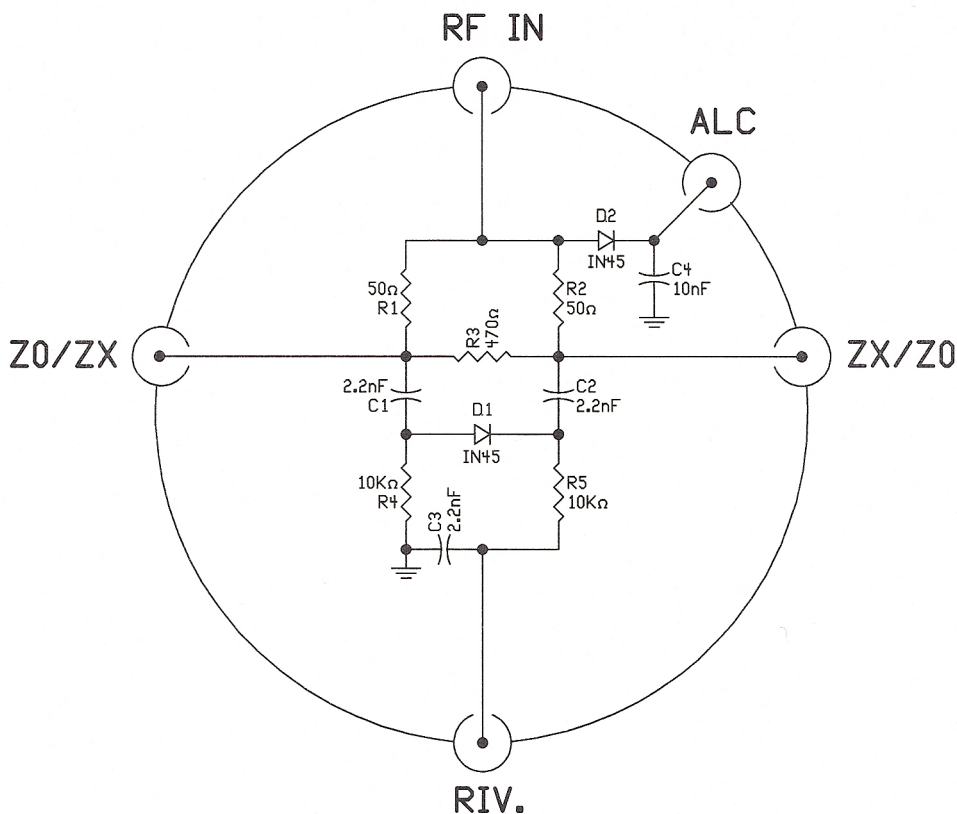 RF IN
ALC
D2
IN45
C4
10nF
50Ω
R1
R2
50Ω
R3
470Ω
Z0/ZX
ZX/Z0
2.2nF
C1
C2
2.2nF
D1
IN45
10KΩ
R4
C3
2.2nF
R5
10KΩ
RIV.